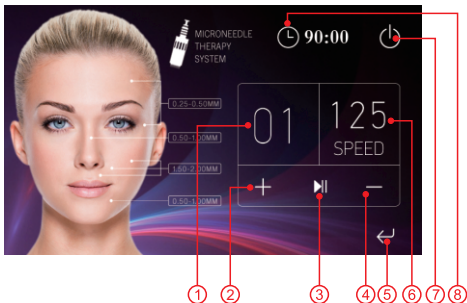 MICRONEEDLE
THERAPY
SYSTEM
90:00
0.25-0.50MM
0.50-1.00MM
1.50-2.00MM
0.50-1.00MM
01
125
SPEED
① ② ③ ④ ⑤ ⑥ ⑦ ⑧